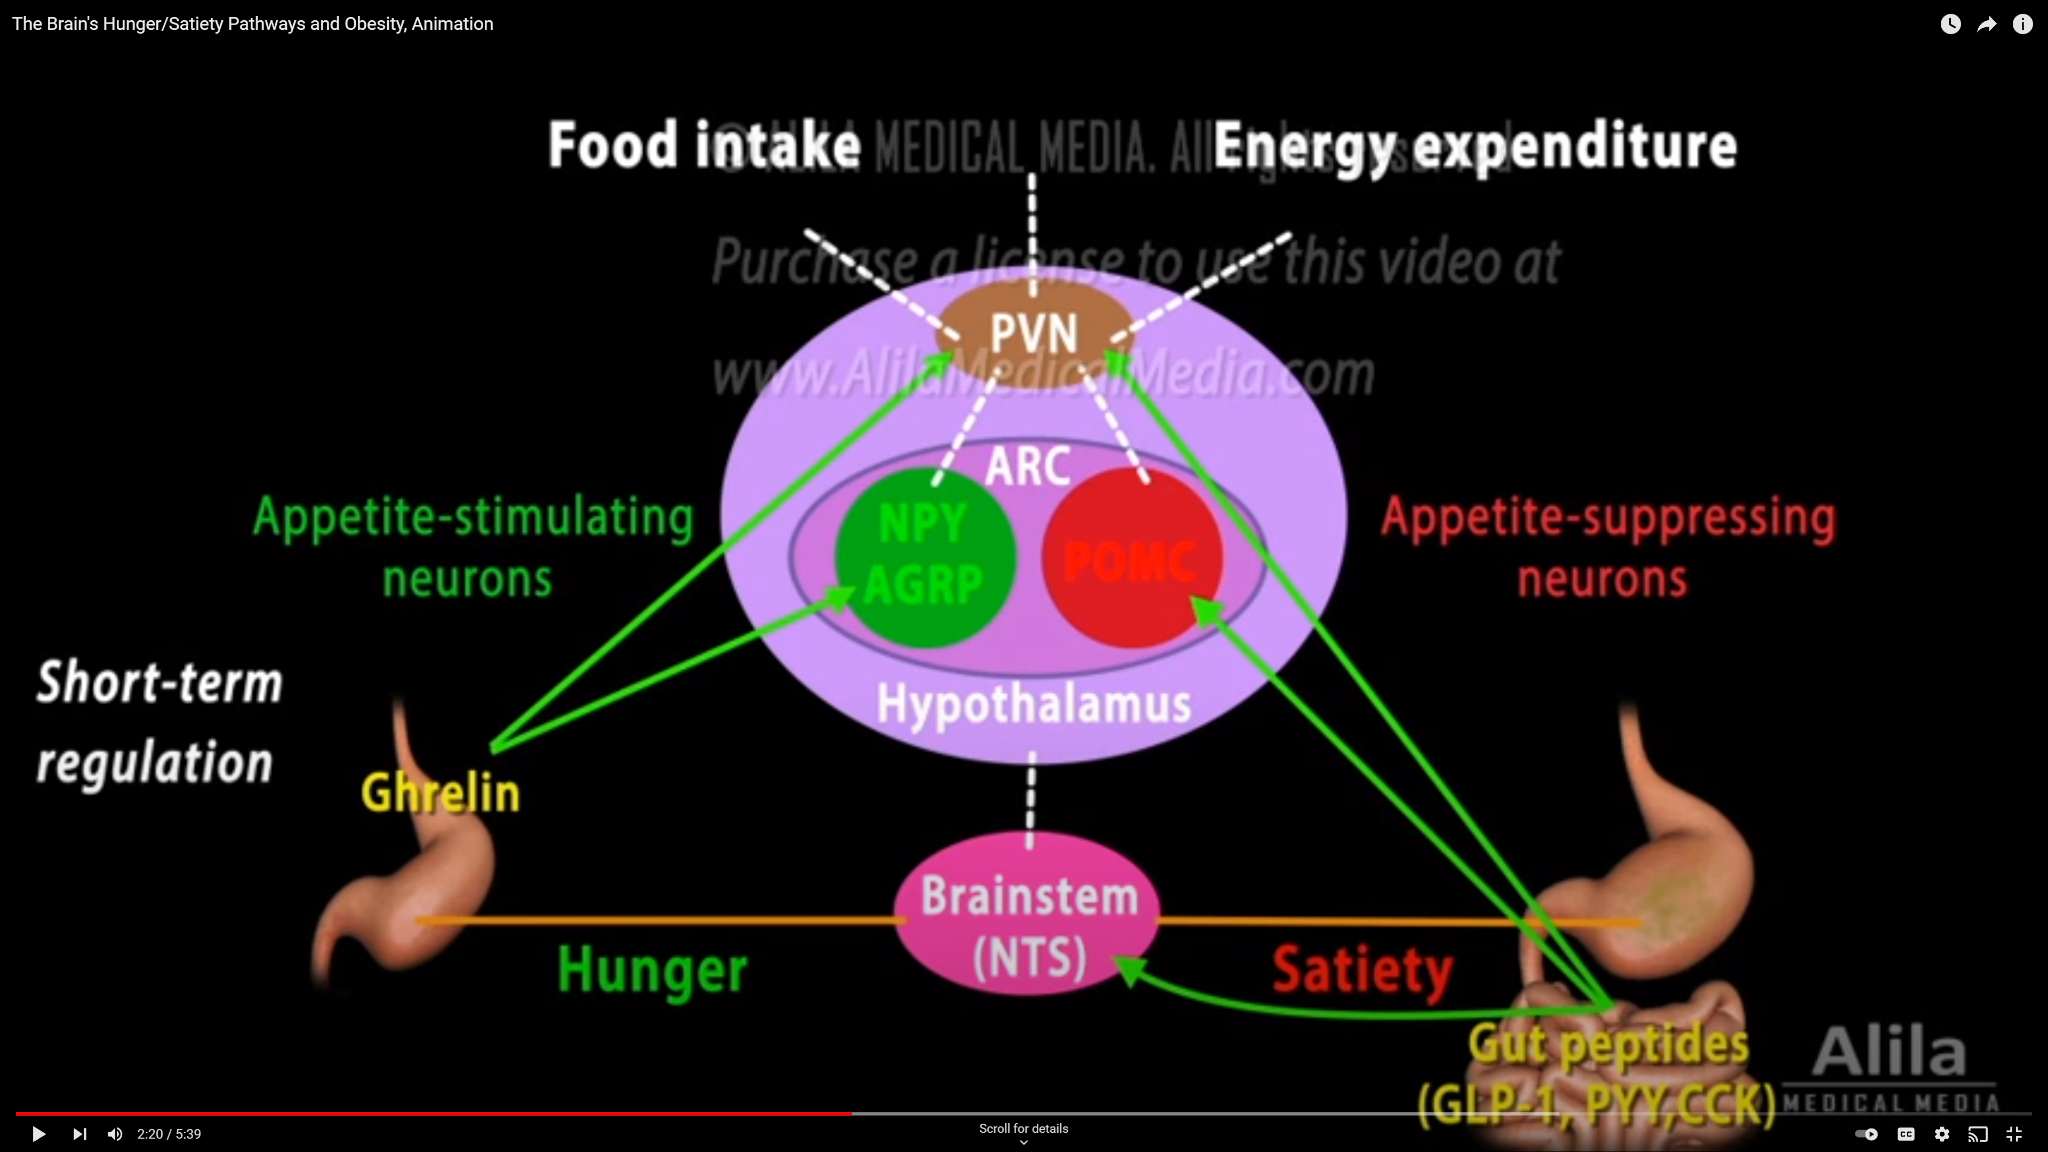 The Brain's Hunger/Satiety Pathways and Obesity, Animation
Food intake
Energy expenditure
© ALILA MEDICAL MEDIA. All rights reserved
Purchase a license to use this video at
www.AlilaMedicalMedia.com
PVN
ARC
NPY
AGRP
POMC
Appetite-stimulating
neurons
Appetite-suppressing
neurons
Hypothalamus
Short-term
regulation
Ghrelin
Brainstem
(NTS)
Hunger
Satiety
Gut peptides
(GLP-1, PYY,CCK)
Alila
MEDICAL MEDIA
2:20 / 5:39
Scroll for details
CC